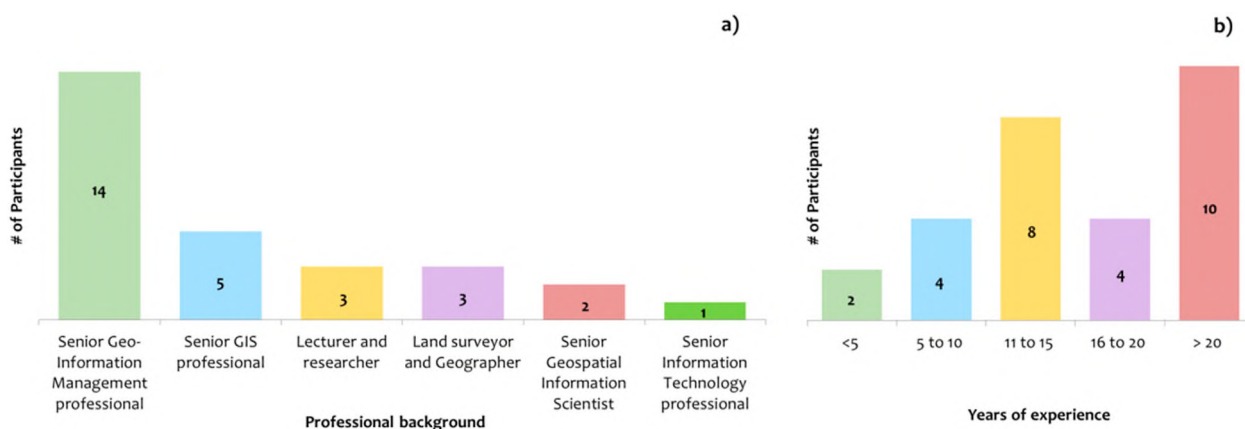 a)
# of Participants
14
5
3
3
2
1
Senior Geo-
Information
Management
professional
Senior GIS
professional
Lecturer and
researcher
Land surveyor
and Geographer
Senior
Geospatial
Information
Scientist
Senior
Information
Technology
professional
Professional background
b)
# of Participants
2
4
8
4
10
<5
5 to 10
11 to 15
16 to 20
> 20
Years of experience